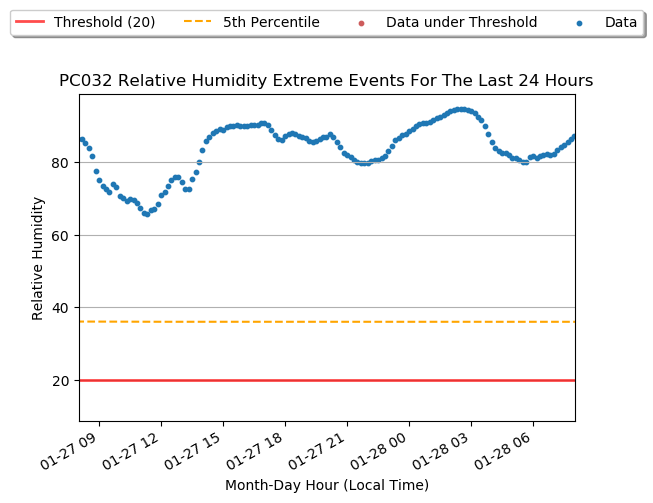 Threshold (20) 5th Percentile Data under Threshold Data
PC032 Relative Humidity Extreme Events For The Last 24 Hours
80
60
40
20
Relative Humidity
01-27 09 01-27 12 01-27 15 01-27 18 01-27 21 01-28 00 01-28 03 01-28 06
Month-Day Hour (Local Time)